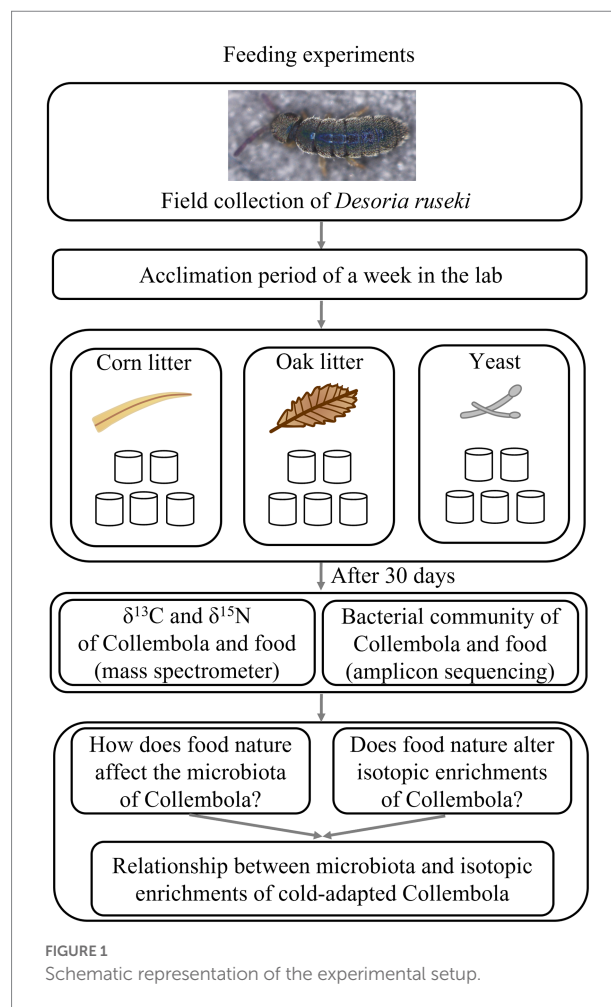 Feeding experiments
Field collection of Desoria ruseki
Acclimation period of a week in the lab
Corn litter
Oak litter
Yeast
After 30 days
δ¹³C and δ¹⁵N
of Collembola and food
(mass spectrometer)
Bacterial community of
Collembola and food
(amplicon sequencing)
How does food nature
affect the microbiota
of Collembola?
Does food nature alter
isotopic enrichments
of Collembola?
Relationship between microbiota and isotopic
enrichments of cold-adapted Collembola
FIGURE 1
Schematic representation of the experimental setup.